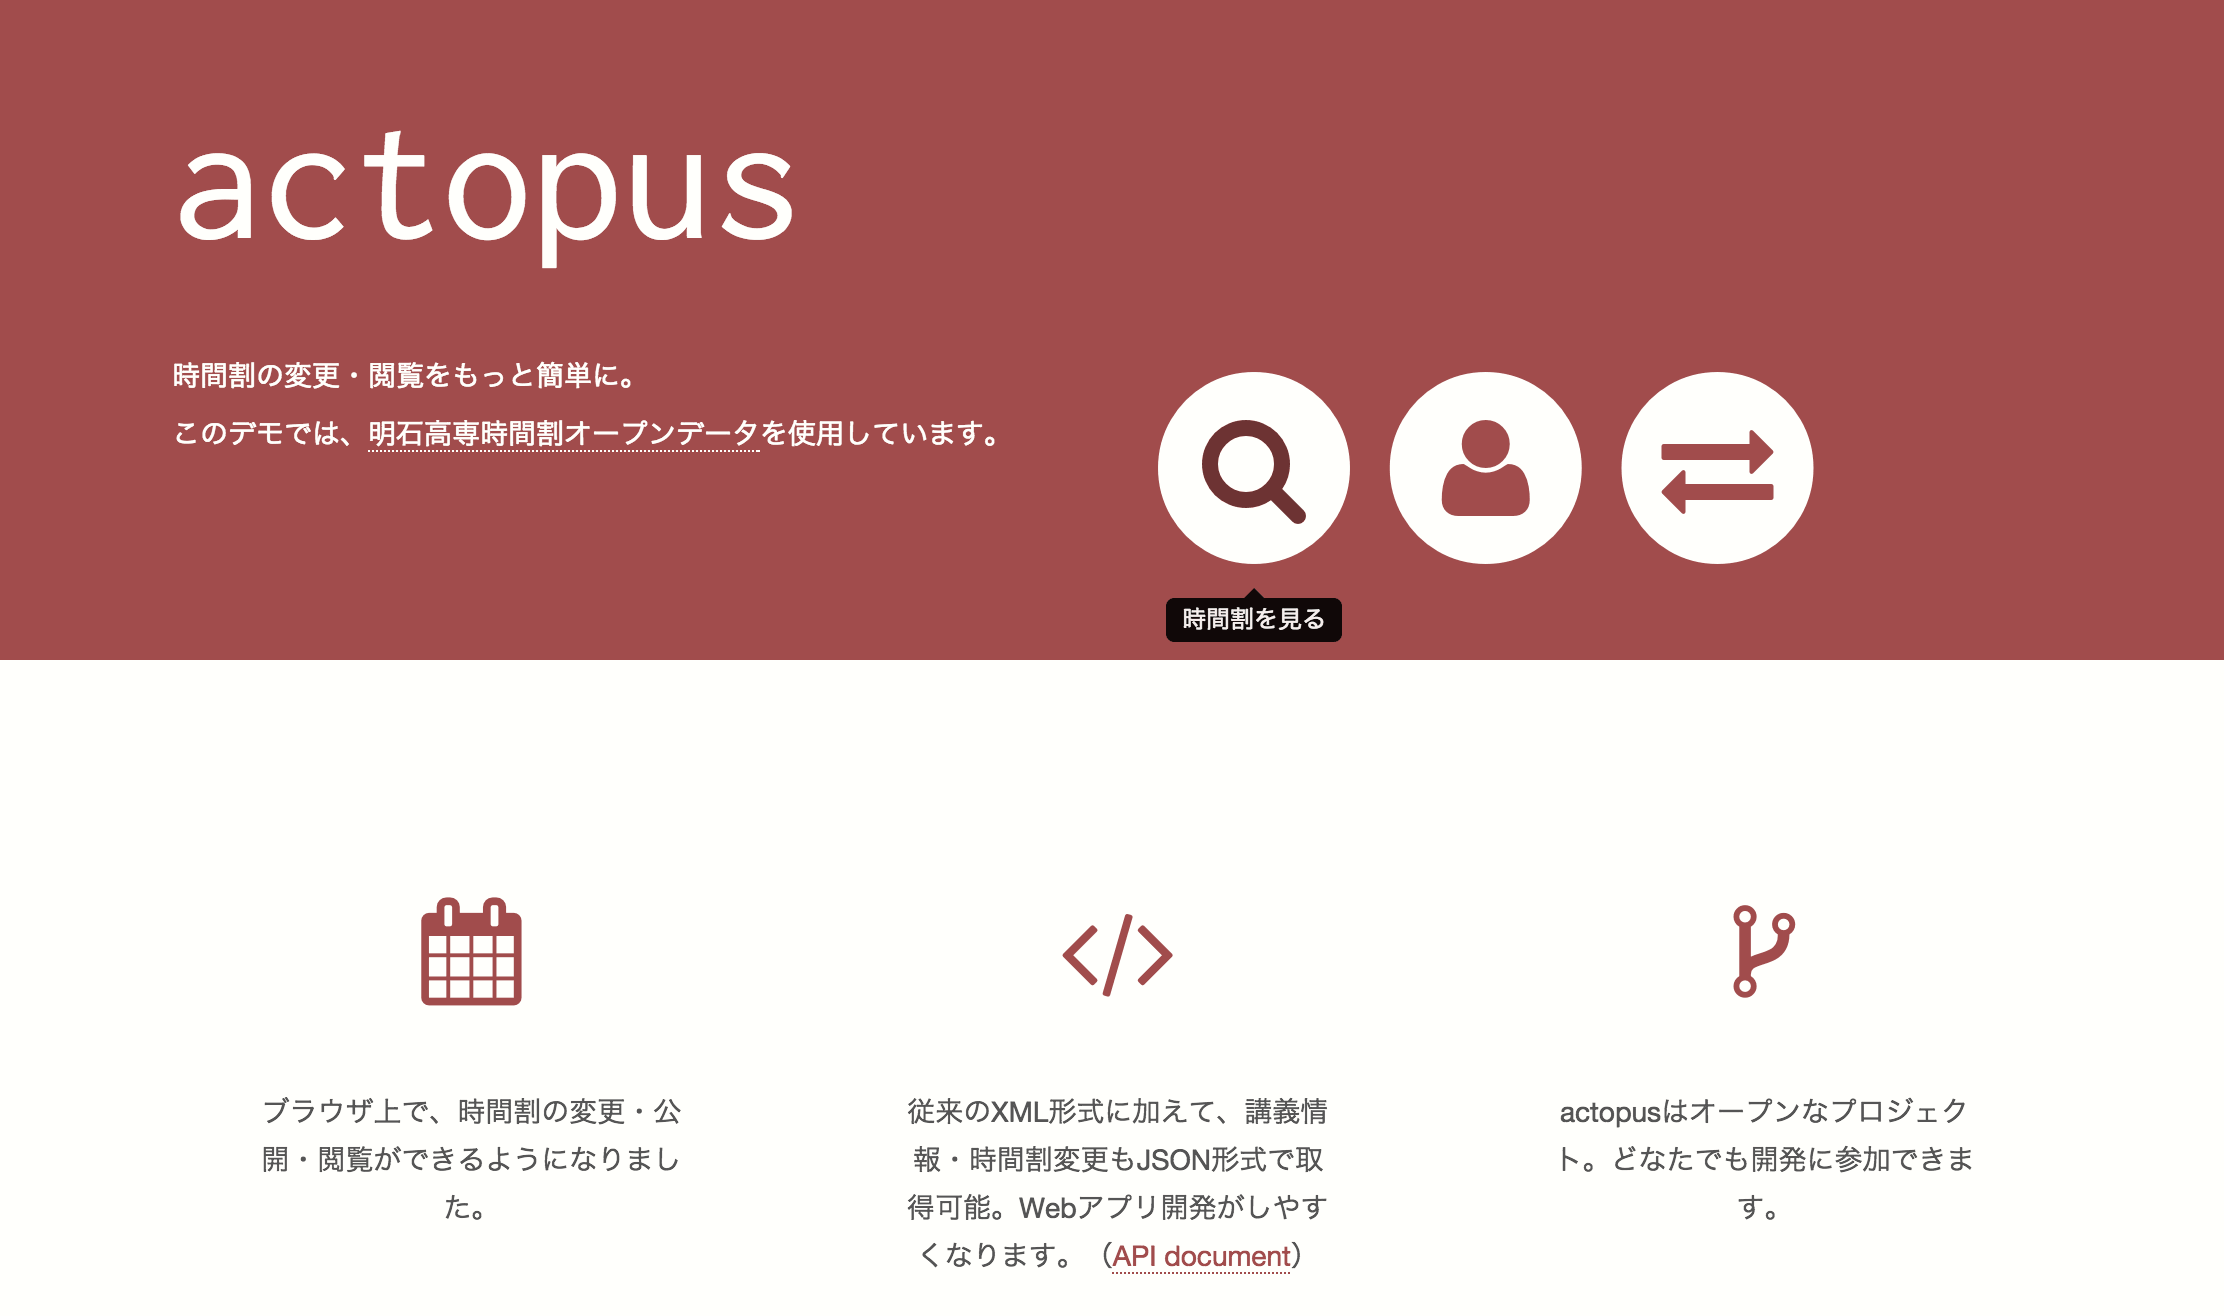 actopus
時間割の変更・閲覧をもっと簡単に。
このデモでは、明石高専時間割オープンデータを使用しています。
時間割を見る
ブラウザ上で、時間割の変更・公
開・閲覧ができるようになりまし
た。
従来のXML形式に加えて、講義情
報・時間割変更もJSON形式で取
得可能。Webアプリ開発がしやす
くなります。（API document）
actopusはオープンなプロジェク
ト。どなたでも開発に参加できま
す。